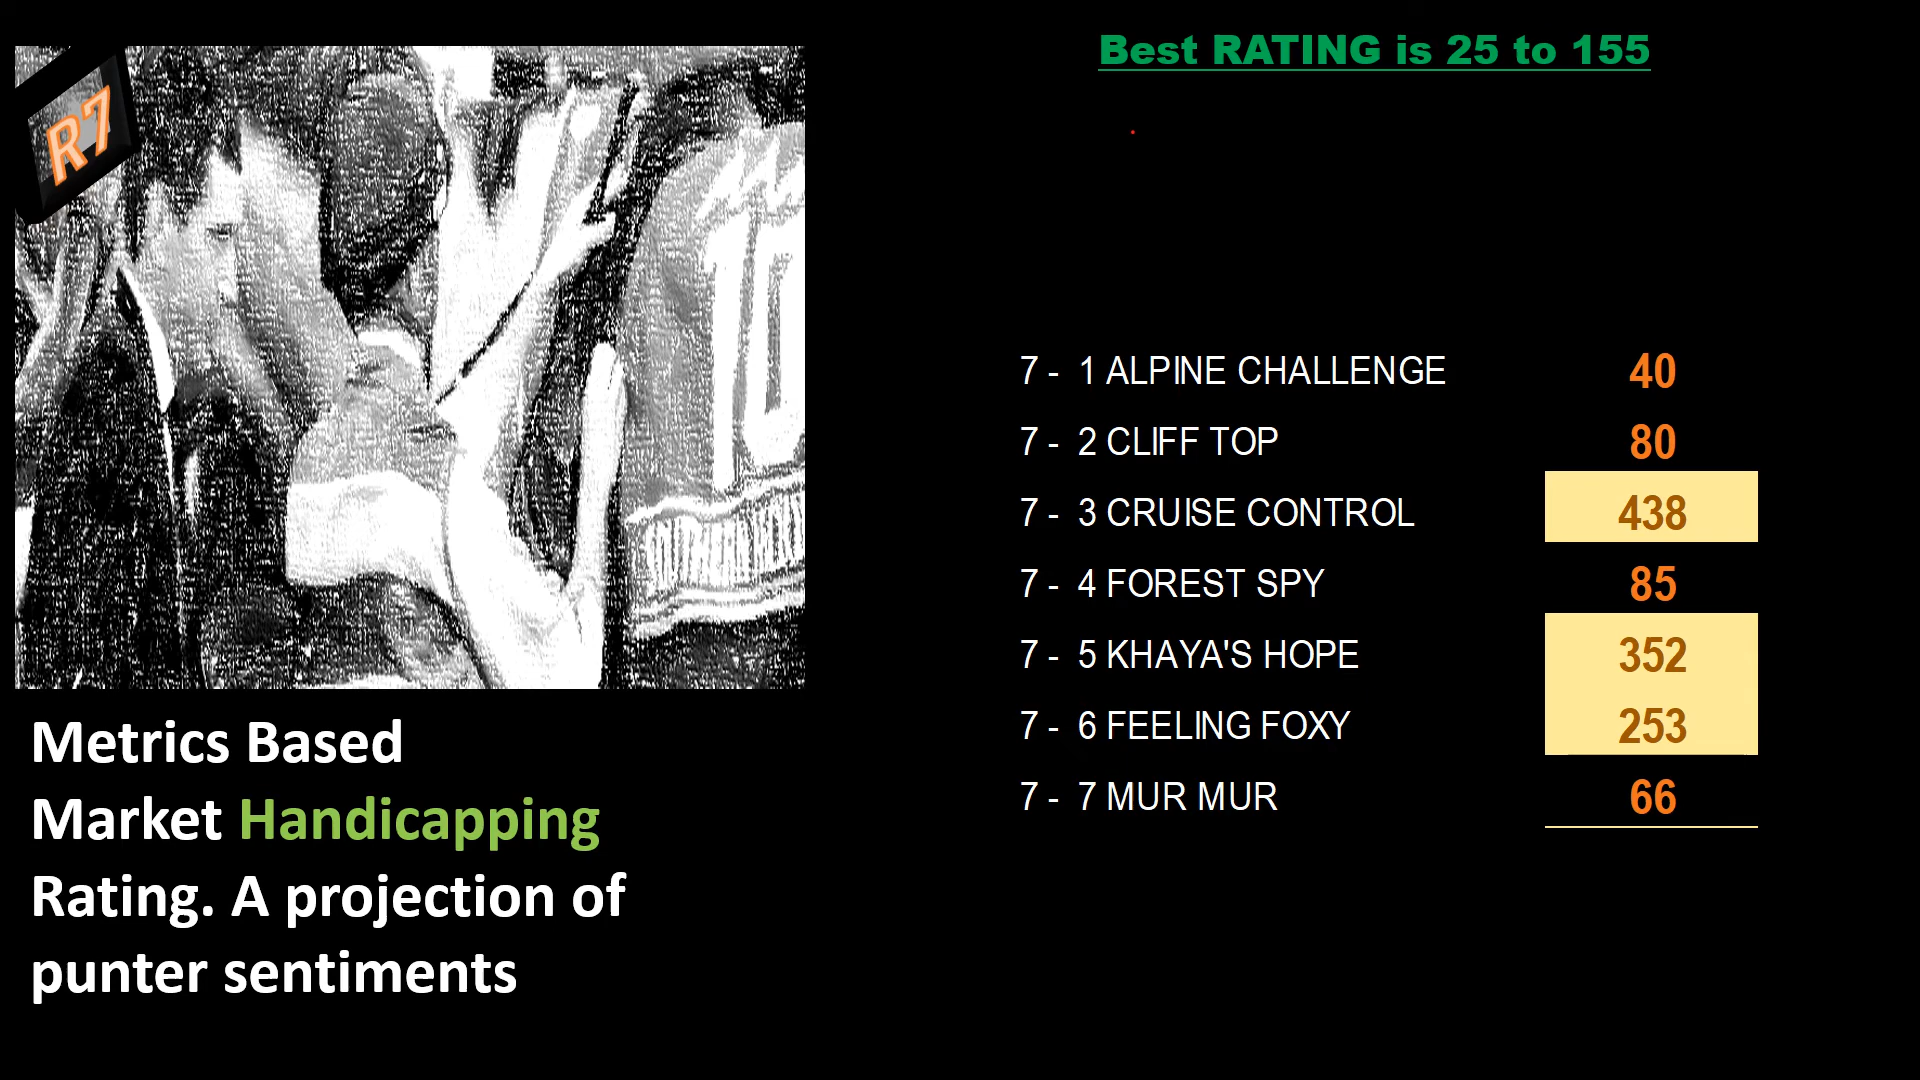 R7
Best RATING is 25 to 155
7 - 1 ALPINE CHALLENGE 40
7 - 2 CLIFF TOP 80
7 - 3 CRUISE CONTROL 438
7 - 4 FOREST SPY 85
7 - 5 KHAYA'S HOPE 352
7 - 6 FEELING FOXY 253
7 - 7 MUR MUR 66
Metrics Based
Market Handicapping
Rating. A projection of
punter sentiments